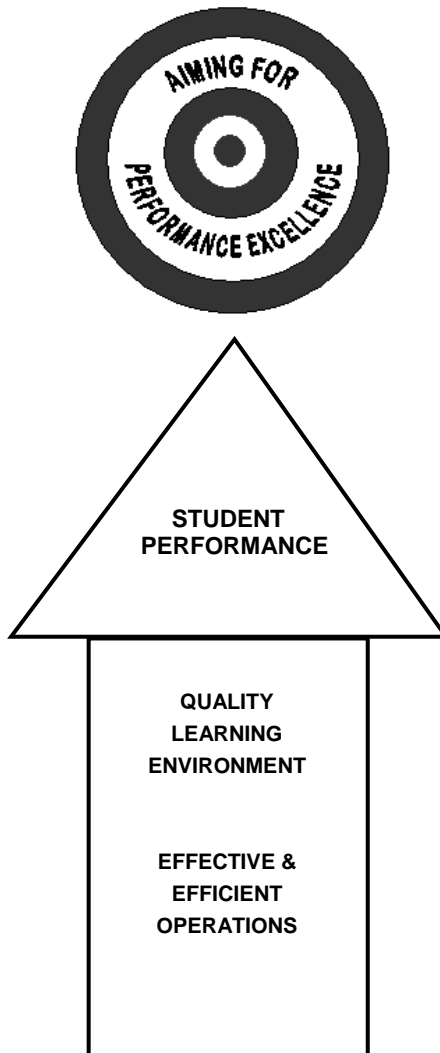 AIMING FOR
PERFORMANCE EXCELLENCE
STUDENT
PERFORMANCE
QUALITY
LEARNING
ENVIRONMENT
EFFECTIVE &
EFFICIENT
OPERATIONS